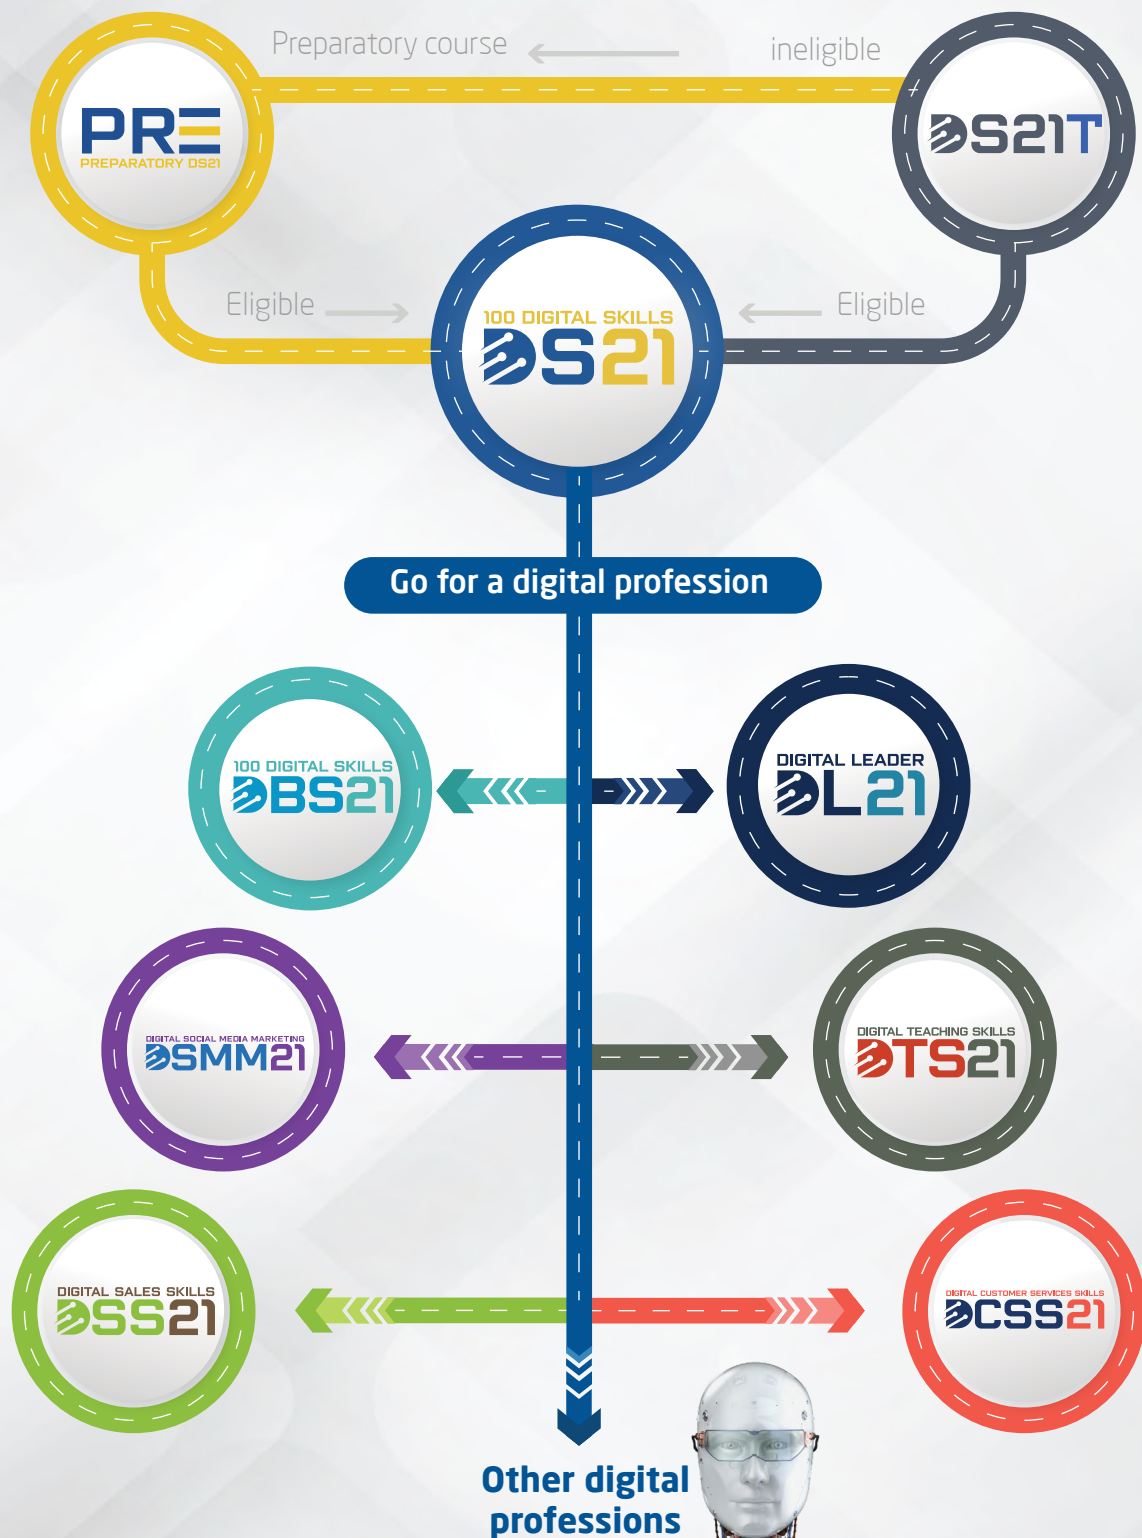 Preparatory course
ineligible
PRE
PREPARATORY DS21
DS21T
Eligible
Eligible
100 DIGITAL SKILLS
DS21
Go for a digital profession
100 DIGITAL SKILLS
DBS21
DIGITAL LEADER
DL21
DIGITAL SOCIAL MEDIA MARKETING
DSMM21
DIGITAL TEACHING SKILLS
DTS21
DIGITAL SALES SKILLS
DSS21
DIGITAL CUSTOMER SERVICES SKILLS
DCSS21
Other digital
professions